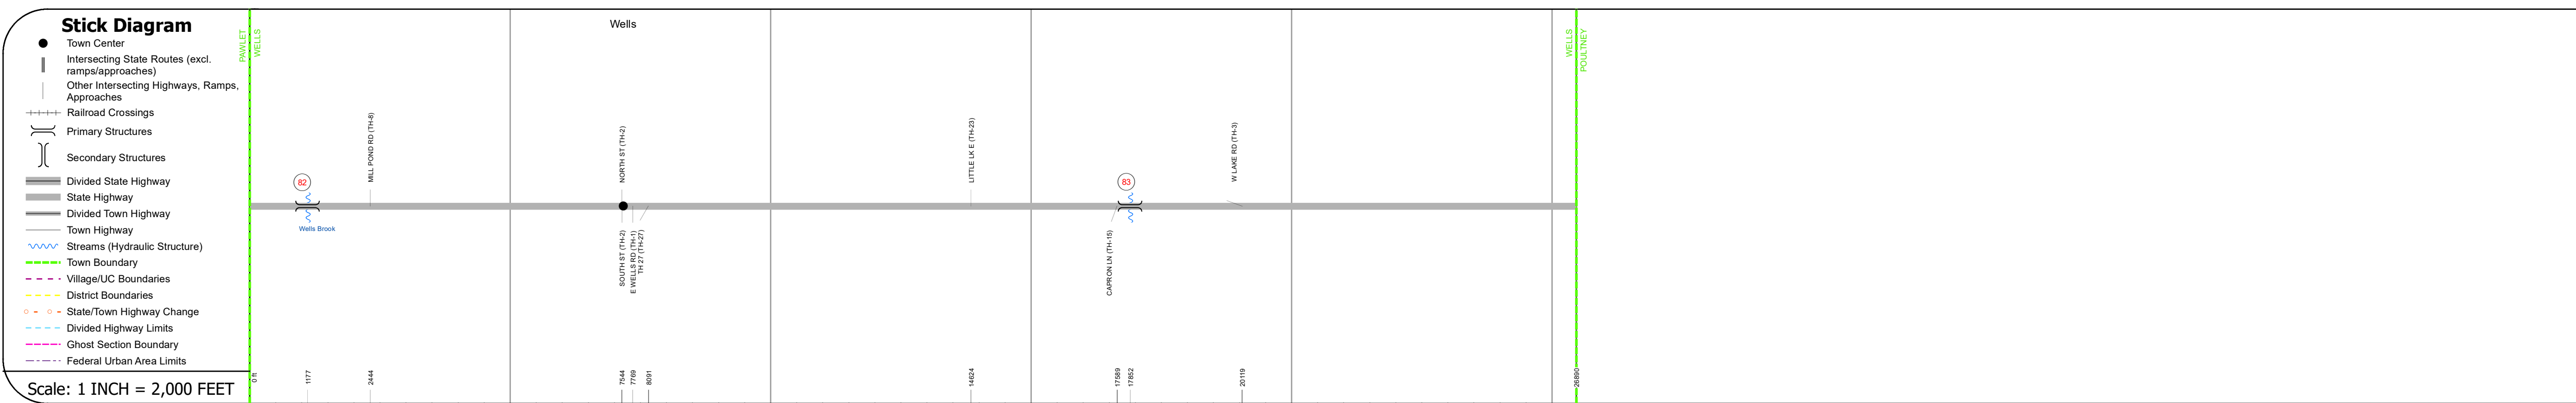 Stick Diagram
Town Center
Intersecting State Routes (excl.
ramps/approaches)
Other Intersecting Highways, Ramps,
Approaches
Railroad Crossings
Primary Structures
Secondary Structures
Divided State Highway
State Highway
Divided Town Highway
Town Highway
Streams (Hydraulic Structure)
Town Boundary
Village/UC Boundaries
District Boundaries
State/Town Highway Change
Divided Highway Limits
Ghost Section Boundary
Federal Urban Area Limits
Scale: 1 INCH = 2,000 FEET
Wells
PAWLET
WELLS
WELLS
POULTNEY
82
Wells Brook
MILL POND RD (TH-8)
NORTH ST (TH-2)
SOUTH ST (TH-2)
E WELLS RD (TH-1)
TH 27 (TH-27)
LITTLE LK E (TH-23)
CAPRON LN (TH-15)
83
W LAKE RD (TH-3)
0 ft
1177
2444
7544
7769
8091
14624
17589
17852
20119
26890